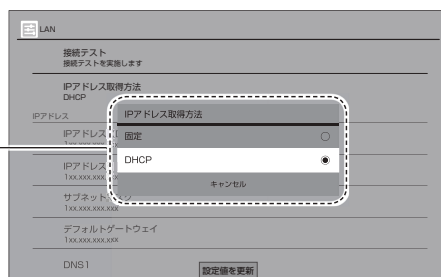 LAN
接続テスト
接続テストを実施します
IPアドレス取得方法
DHCP
IPアドレス
IPアドレス取得方法
IPアドレス
固定
DHCP
キャンセル
IPアドレス
1xx.xxx.xxx.xxx
サブネット
1xx.xxx.xxx.xxx
デフォルトゲートウェイ
1xx.xxx.xxx.xxx
DNS1
設定値を更新